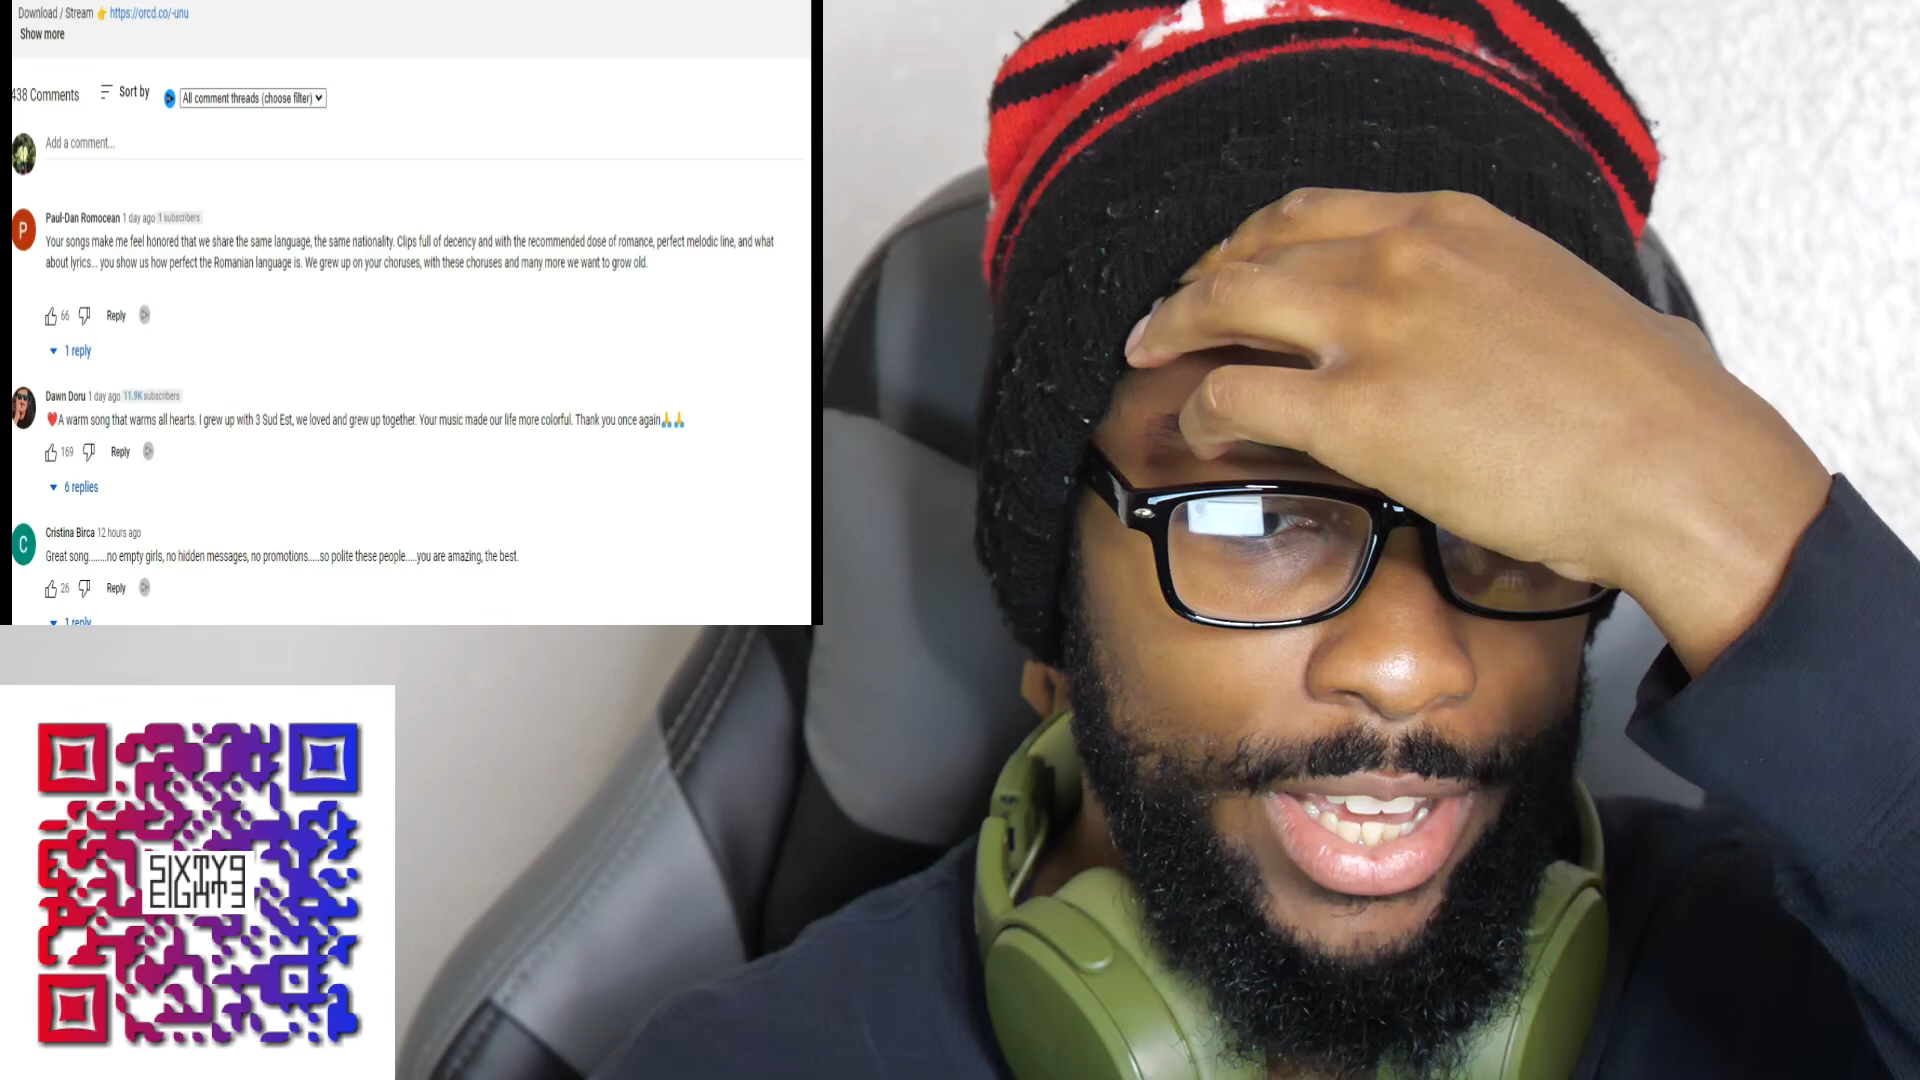 Download / Stream 👉 https://orcd.co/-unu
Show more
438 Comments
Sort by
All comment threads (choose filter)
Add a comment...
P
Paul-Dan Romocean 1 day ago 1 subscribers
Your songs make me feel honored that we share the same language, the same nationality. Clips full of decency and with the recommended dose of romance, perfect melodic line, and what
about lyrics... you show us how perfect the Romanian language is. We grew up on your choruses, with these choruses and many more we want to grow old.
66 Reply
1 reply
Dawn Doru 1 day ago 11.9K subscribers
❤️A warm song that warms all hearts. I grew up with 3 Sud Est, we loved and grew up together. Your music made our life more colorful. Thank you once again🙏🙏
169 Reply
6 replies
C
Cristina Birca 12 hours ago
Great song........no empty girls, no hidden messages, no promotions.....so polite these people.....you are amazing, the best.
26 Reply
1 reply
SIXTY9
EIGHT3